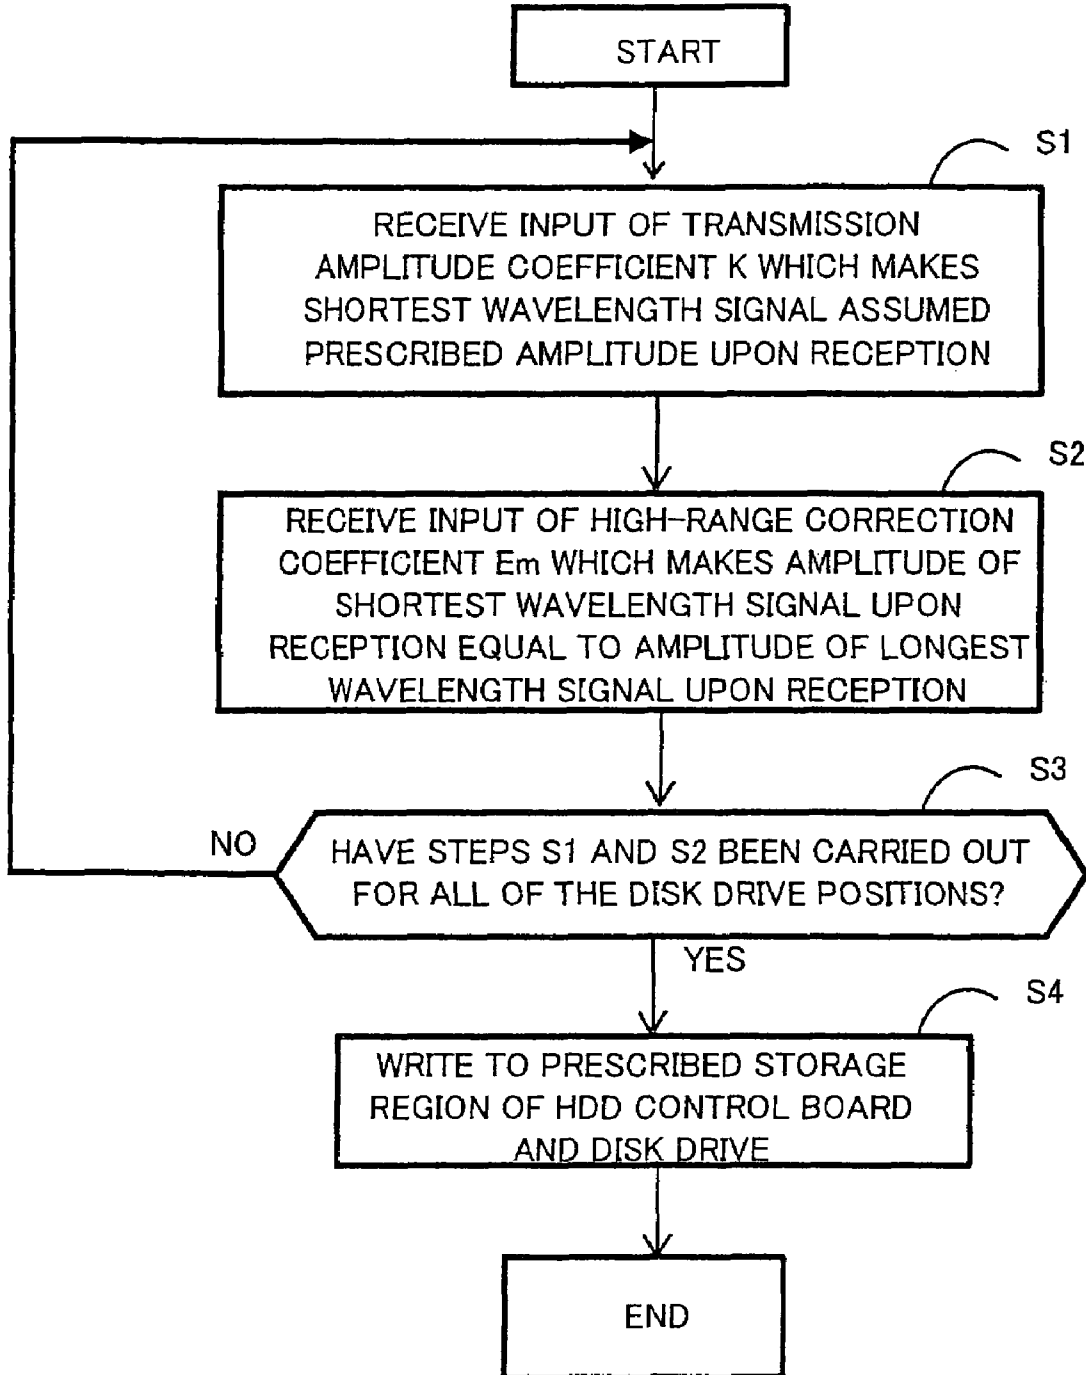 START
S1
RECEIVE INPUT OF TRANSMISSION
AMPLITUDE COEFFICIENT K WHICH MAKES
SHORTEST WAVELENGTH SIGNAL ASSUMED
PRESCRIBED AMPLITUDE UPON RECEPTION
S2
RECEIVE INPUT OF HIGH-RANGE CORRECTION
COEFFICIENT Em WHICH MAKES AMPLITUDE OF
SHORTEST WAVELENGTH SIGNAL UPON
RECEPTION EQUAL TO AMPLITUDE OF LONGEST
WAVELENGTH SIGNAL UPON RECEPTION
S3
NO
HAVE STEPS S1 AND S2 BEEN CARRIED OUT
FOR ALL OF THE DISK DRIVE POSITIONS?
YES
S4
WRITE TO PRESCRIBED STORAGE
REGION OF HDD CONTROL BOARD
AND DISK DRIVE
END